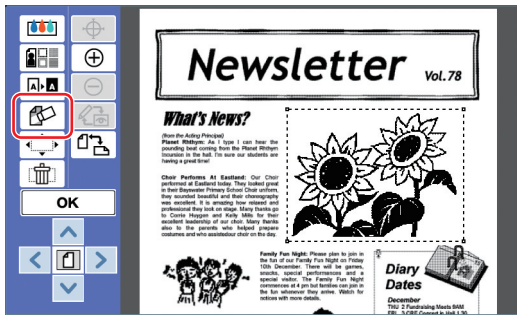 Newsletter
Vol. 78
What's News?
(from the Acting Principal)
Planet Rhthym: As I type I can hear the
pounding beat coming from the Planet Rhthym
incursion in the hall. I'm sure our students are
having a great time!
Choir Performs At Eastland: Our Choir
performed at Eastland today. They looked great
in their Bayswater Primary School Choir uniform,
they sounded beautiful and their choreography
was excellent. It is amazing how relaxed and
professional they look on stage. Many thanks go
to Corrie Huygen and Kelly Mills for their
excellent leadership of our choir. Many thanks
also to the parents who helped prepare
costumes and who assistedour choir on the day.
Family Fun Night: Please plan to join in
the fun of our Family Fun Night on Friday
10th December. There will be games,
snacks, special performances and a
special visitor. The Family Fun Night
commences at 4 pm but families can join in
the fun whenever they arrive. Watch for
notices with more details.
Diary
Dates
December
THU 2 Fundraising Meets 9AM
A A
OK